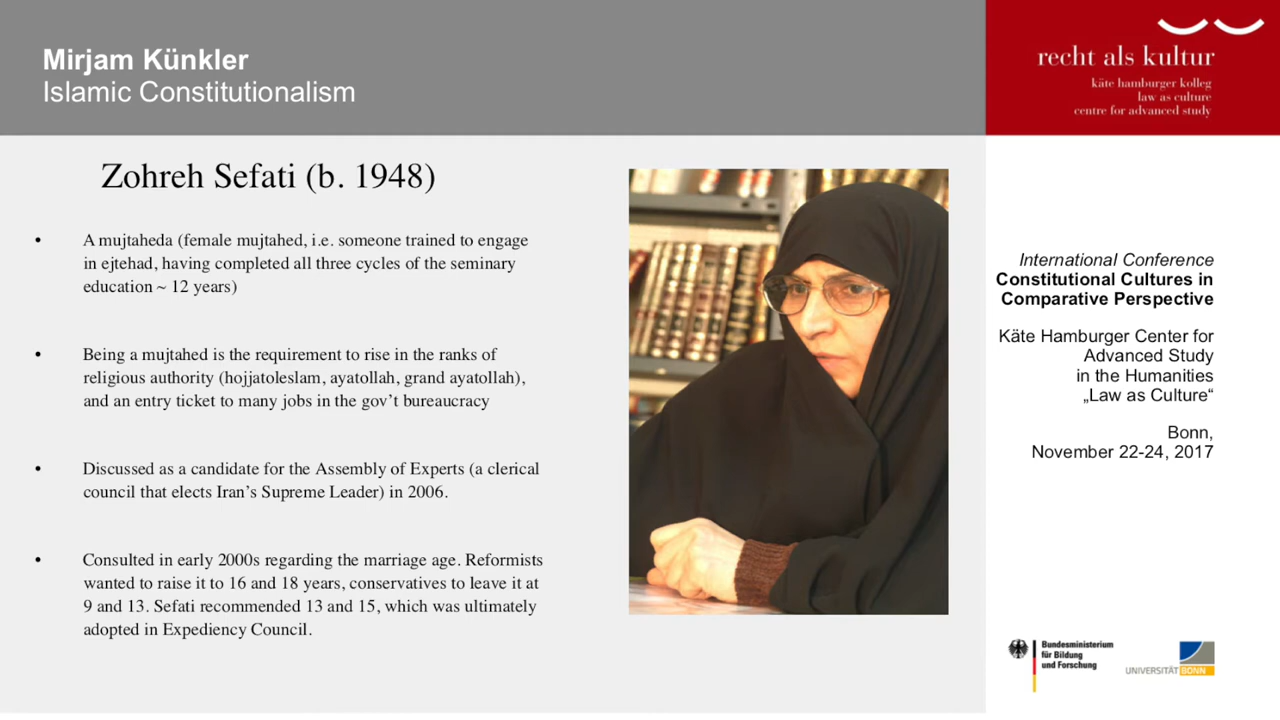 Mirjam Künkler
Islamic Constitutionalism
recht als kultur
käte hamburger kolleg
law as culture
centre for advanced study
Zohreh Sefati (b. 1948)
• A mujtaheda (female mujtahed, i.e. someone trained to engage
in ejtehad, having completed all three cycles of the seminary
education ~ 12 years)
• Being a mujtahed is the requirement to rise in the ranks of
religious authority (hojjatoleslam, ayatollah, grand ayatollah),
and an entry ticket to many jobs in the gov't bureaucracy
• Discussed as a candidate for the Assembly of Experts (a clerical
council that elects Iran's Supreme Leader) in 2006.
• Consulted in early 2000s regarding the marriage age. Reformists
wanted to raise it to 16 and 18 years, conservatives to leave it at
9 and 13. Sefati recommended 13 and 15, which was ultimately
adopted in Expediency Council.
International Conference
Constitutional Cultures in
Comparative Perspective
Käte Hamburger Center for
Advanced Study
in the Humanities
„Law as Culture“
Bonn,
November 22-24, 2017
Bundesministerium
für Bildung
und Forschung
UNIVERSITÄT BONN